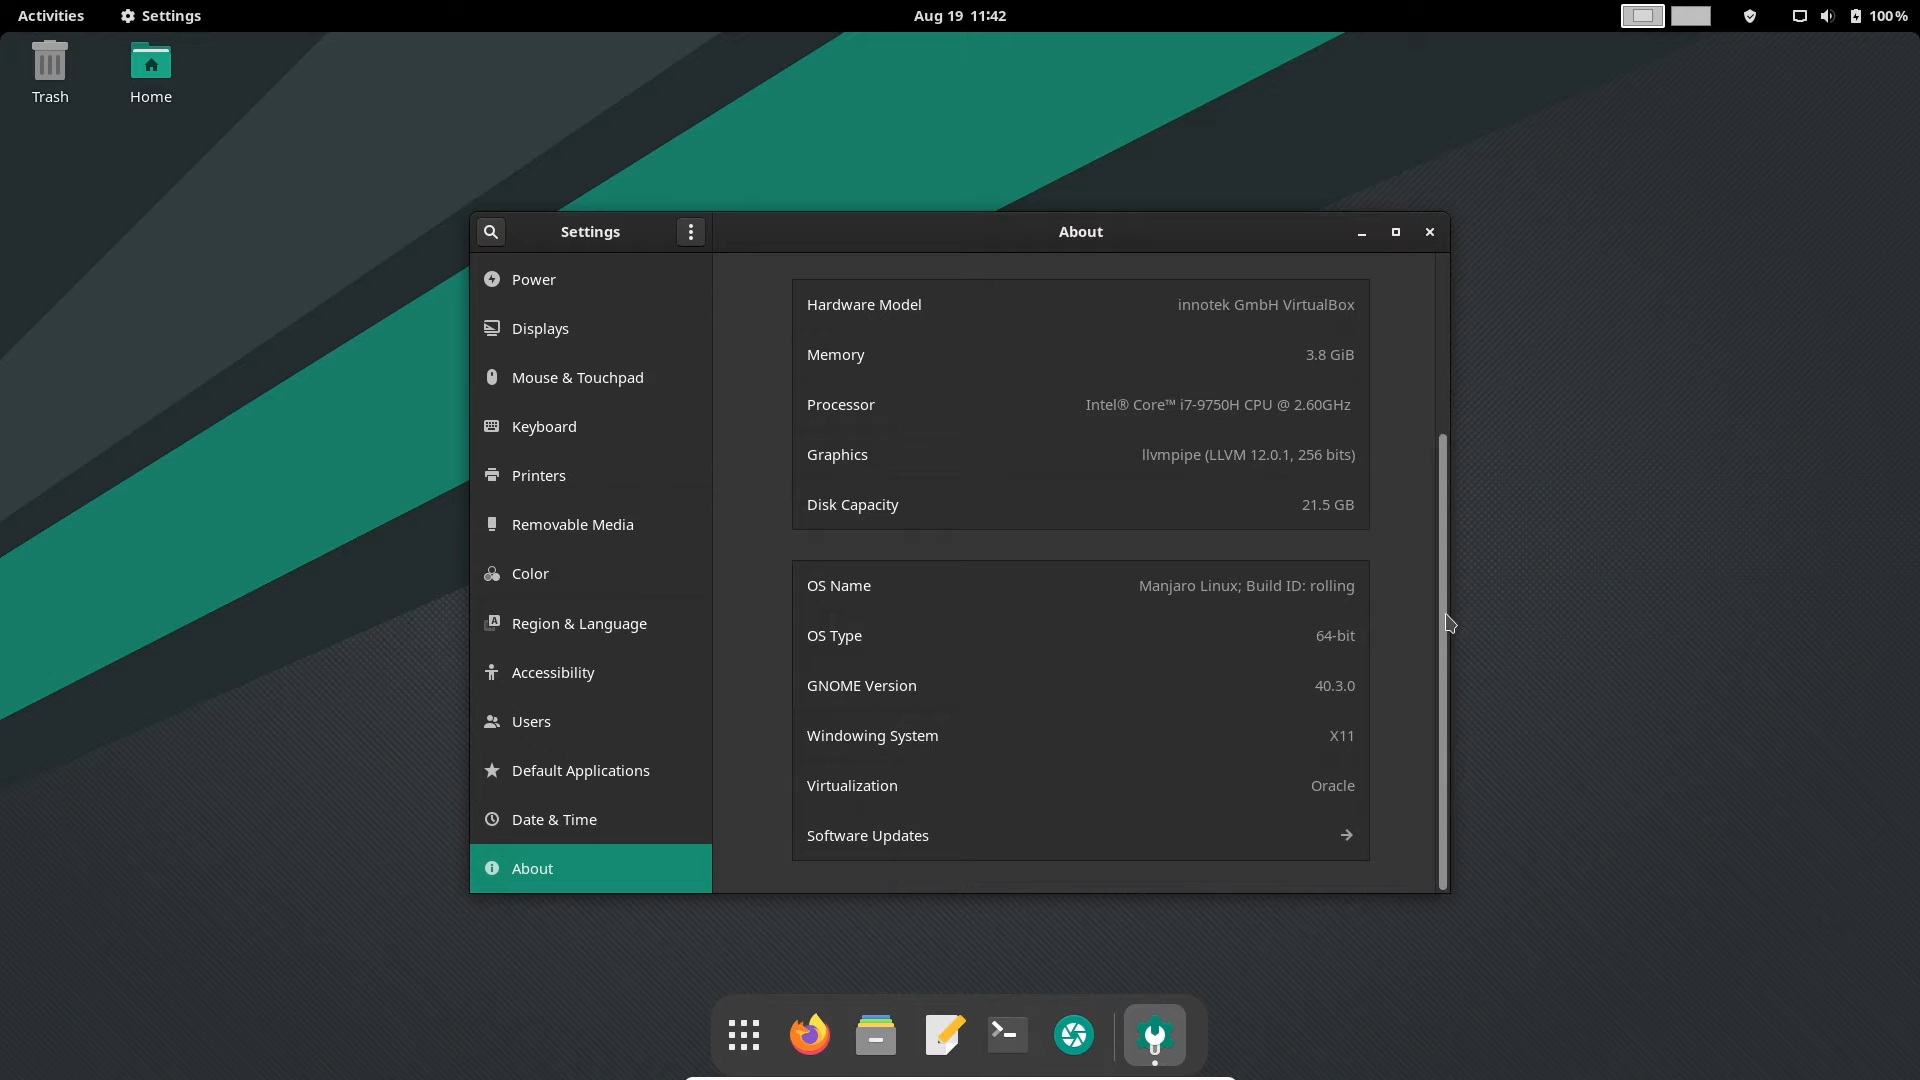 Activities Settings Aug 19 11:42 100%
Trash Home
Settings About
Power
Displays
Mouse & Touchpad
Keyboard
Printers
Removable Media
Color
Region & Language
Accessibility
Users
Default Applications
Date & Time
About
Hardware Model innotek GmbH VirtualBox
Memory 3.8 GiB
Processor Intel® Core™ i7-9750H CPU @ 2.60GHz
Graphics llvmpipe (LLVM 12.0.1, 256 bits)
Disk Capacity 21.5 GB
OS Name Manjaro Linux; Build ID: rolling
OS Type 64-bit
GNOME Version 40.3.0
Windowing System X11
Virtualization Oracle
Software Updates